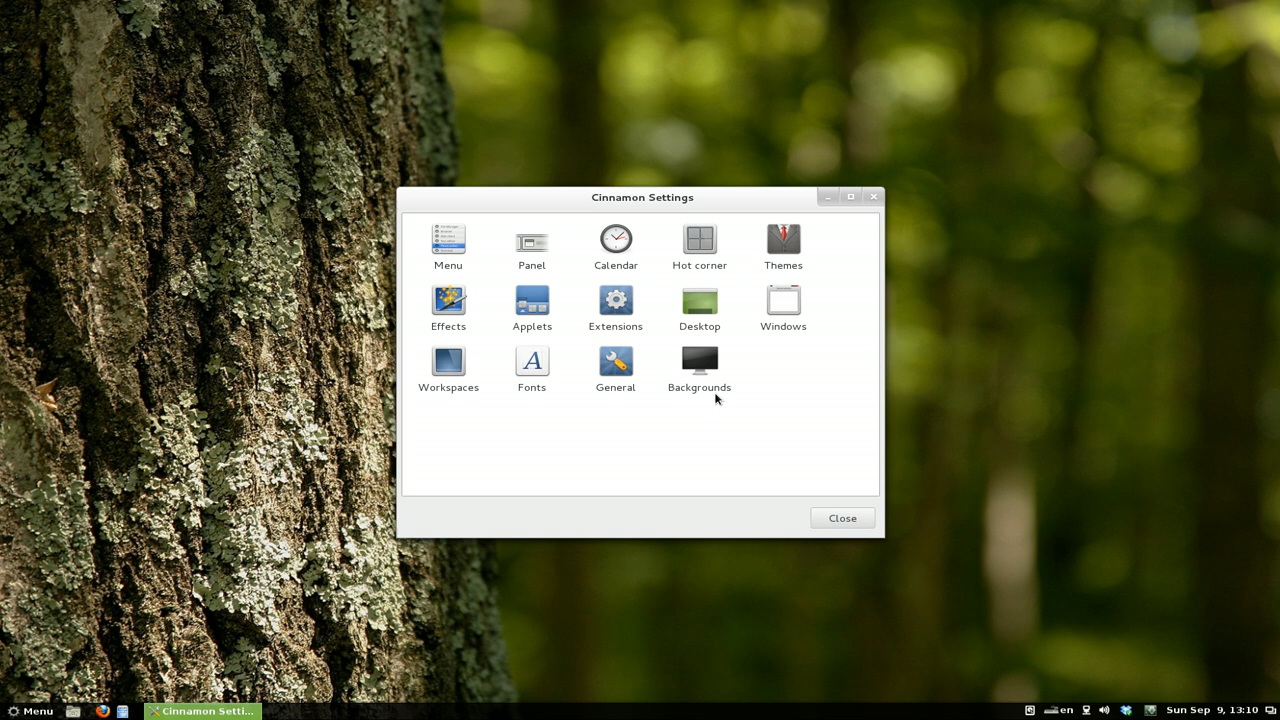 Cinnamon Settings
Menu Panel Calendar Hot corner Themes
Effects Applets Extensions Desktop Windows
A
Workspaces Fonts General Backgrounds
Close
Menu Cinnamon Setti... en Sun Sep 9, 13:10